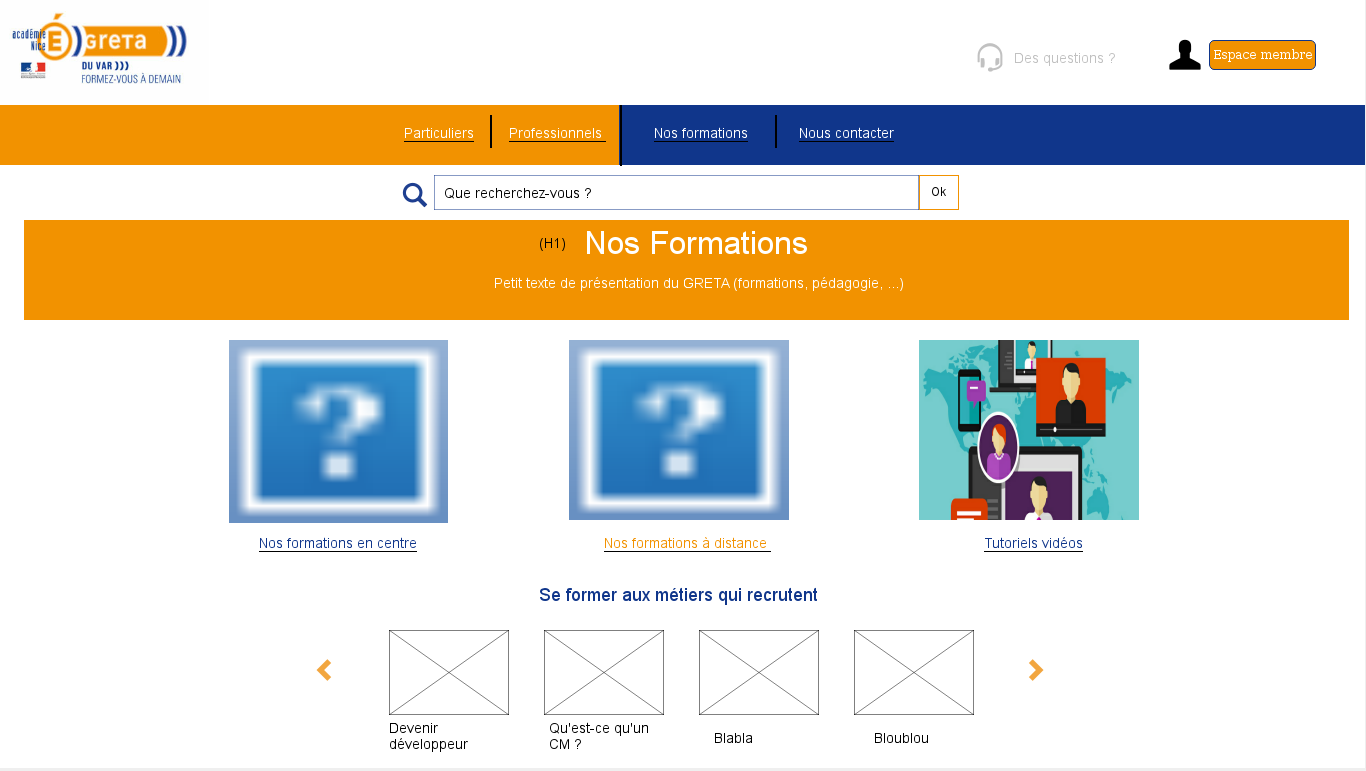 académie
Nice
É GRETA
DU VAR )))
FORMEZ-VOUS À DEMAIN
Des questions ?
Espace membre
Particuliers
Professionnels
Nos formations
Nous contacter
Que recherchez-vous ?
Ok
(H1) Nos Formations
Petit texte de présentation du GRETA (formations, pédagogie, ...)
?
?
Nos formations en centre
Nos formations à distance
Tutoriels vidéos
Se former aux métiers qui recrutent
Devenir
développeur
Qu'est-ce qu'un
CM ?
Blabla
Bloublou